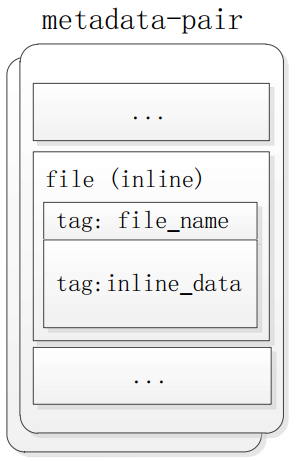 metadata-pair
...
file (inline)
tag: file_name
tag:inline_data
...